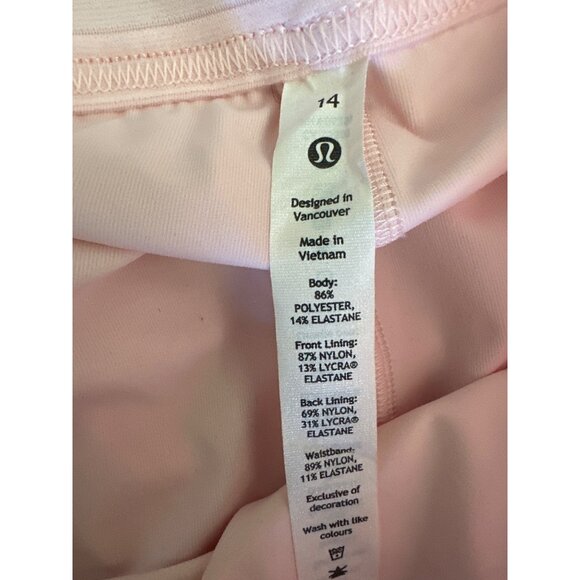 14
Designed in
Vancouver
Made in
Vietnam
Body:
86%
POLYESTER,
14% ELASTANE
Front Lining:
87% NYLON,
13% LYCRA®
ELASTANE
Back Lining:
69% NYLON,
31% LYCRA®
ELASTANE
Waistband:
89% NYLON,
11% ELASTANE
Exclusive of
decoration
Wash with like
colours